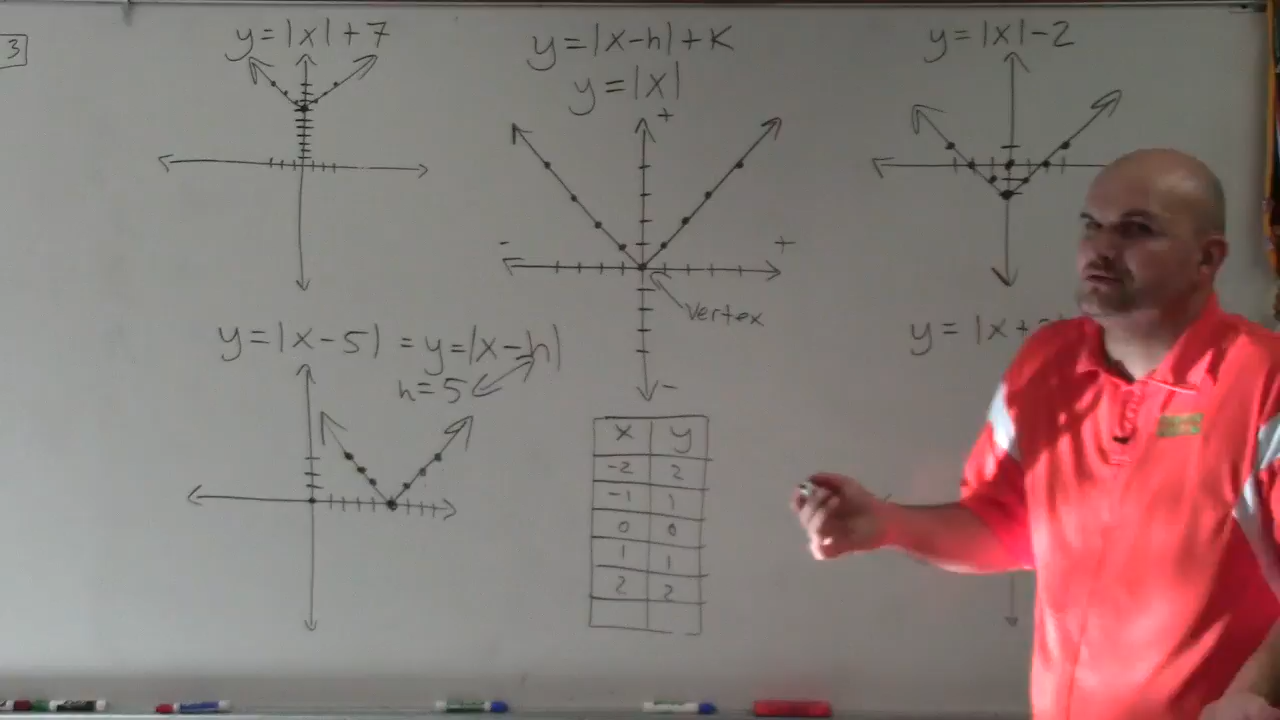 3
y=|x|+7
y=|x-h|+K
y=|x|
y=|x|-2
+
-
+
vertex
-
y=|x-5| = y=|x-h|
h=5
y=|x+
x y
-2 2
-1 1
0 0
1 1
2 2